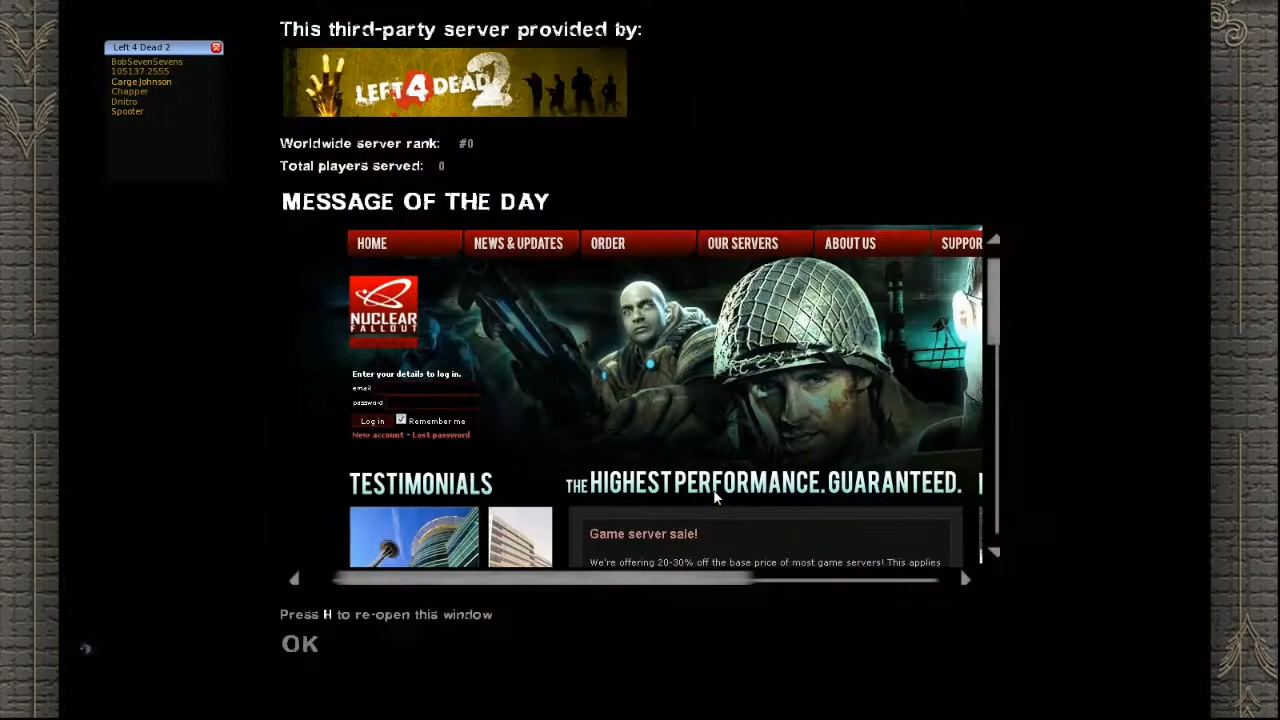 This third-party server provided by:
Left 4 Dead 2
BobSevenSevens
105137 2555
Carge Johnson
Chapper
Dnitro
Spooter
LEFT 4 DEAD 2
Worldwide server rank: #0
Total players served: 0
MESSAGE OF THE DAY
HOME NEWS & UPDATES ORDER OUR SERVERS ABOUT US SUPPOR
NUCLEAR
FALLOUT
Enter your details to log in.
email
password
Log in Remember me
New account - Lost password
TESTIMONIALS
THE HIGHEST PERFORMANCE. GUARANTEED.
Game server sale!
We're offering 20-30% off the base price of most game servers! This applies
Press H to re-open this window
OK